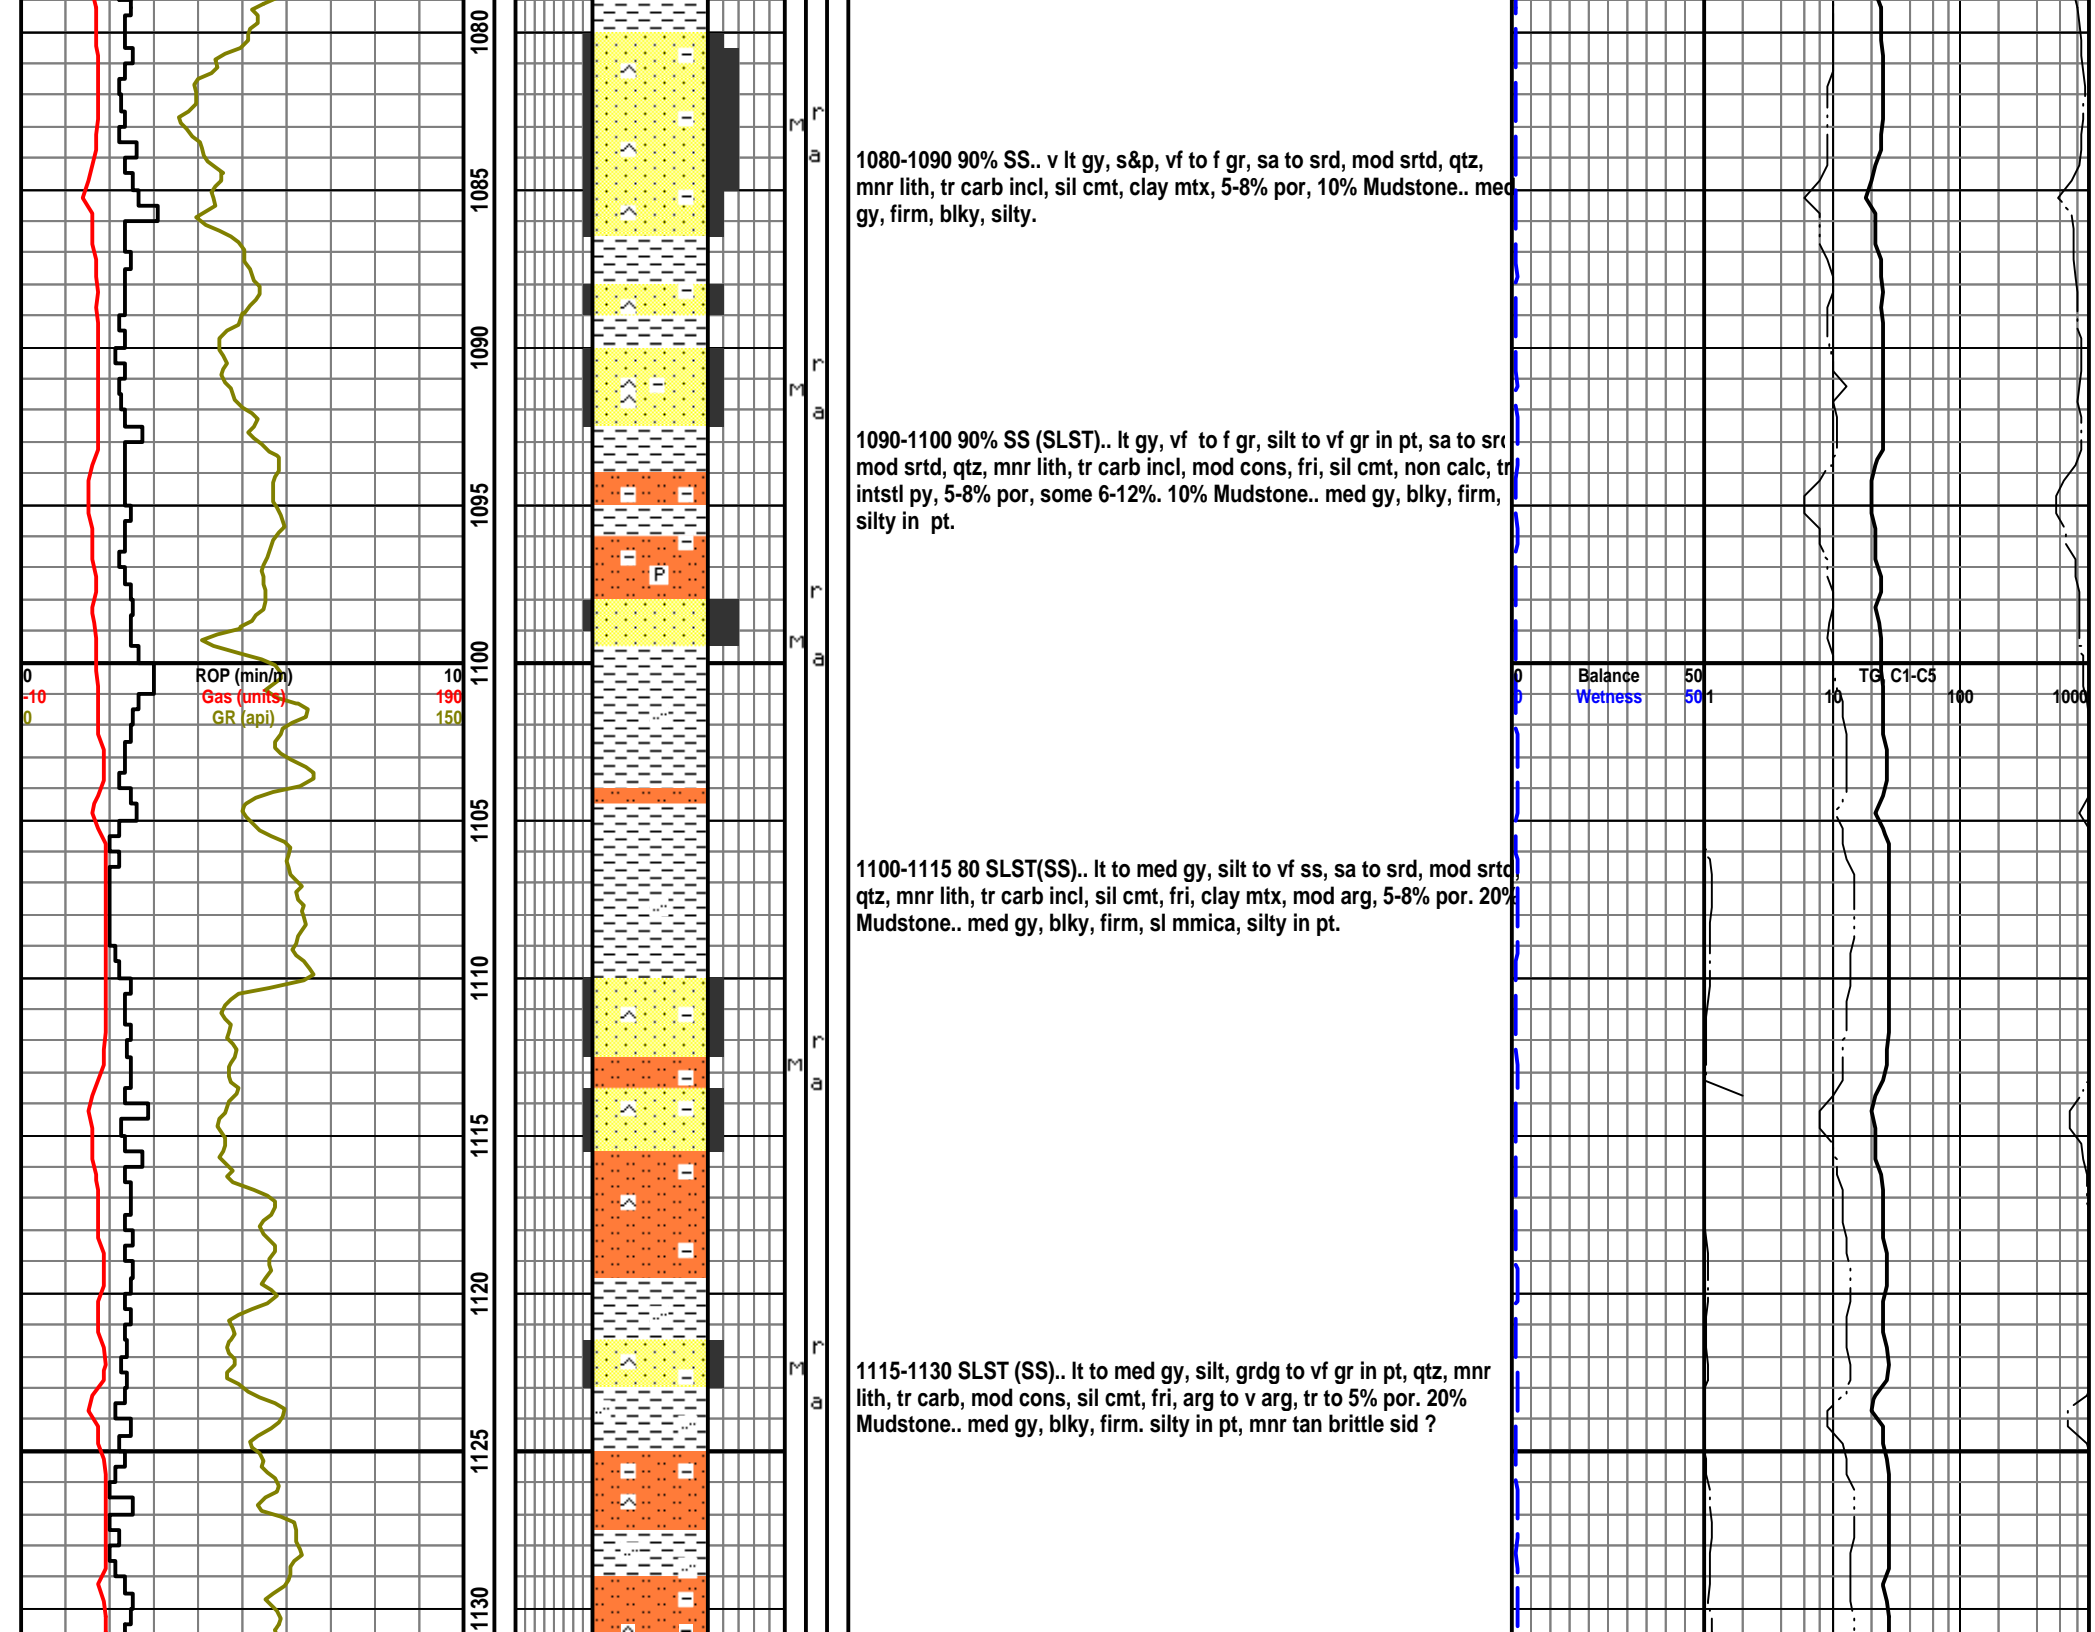 1080
1085
1090
1095
1100
1105
1110
1115
1120
1125
1130
0 ROP (min/m) 10
-10 Gas (units) 190
0 GR (api) 150
P
r
M
a
r
M
a
r
M
a
r
M
a
r
M
a
1080-1090 90% SS.. v lt gy, s&p, vf to f gr, sa to srd, mod srtd, qtz,
mnr lith, tr carb incl, sil cmt, clay mtx, 5-8% por, 10% Mudstone.. med
gy, firm, blky, silty.
1090-1100 90% SS (SLST).. lt gy, vf to f gr, silt to vf gr in pt, sa to srd
mod srtd, qtz, mnr lith, tr carb incl, mod cons, fri, sil cmt, non calc, tr
intstl py, 5-8% por, some 6-12%. 10% Mudstone.. med gy, blky, firm,
silty in pt.
1100-1115 80 SLST(SS).. lt to med gy, silt to vf ss, sa to srd, mod srtd,
qtz, mnr lith, tr carb incl, sil cmt, fri, clay mtx, mod arg, 5-8% por. 20%
Mudstone.. med gy, blky, firm, sl mmica, silty in pt.
1115-1130 SLST (SS).. lt to med gy, silt, grdg to vf gr in pt, qtz, mnr
lith, tr carb, mod cons, sil cmt, fri, arg to v arg, tr to 5% por. 20%
Mudstone.. med gy, blky, firm. silty in pt, mnr tan brittle sid ?
0 Balance 50
0 Wetness 50
TG, C1-C5
1 10 100 1000